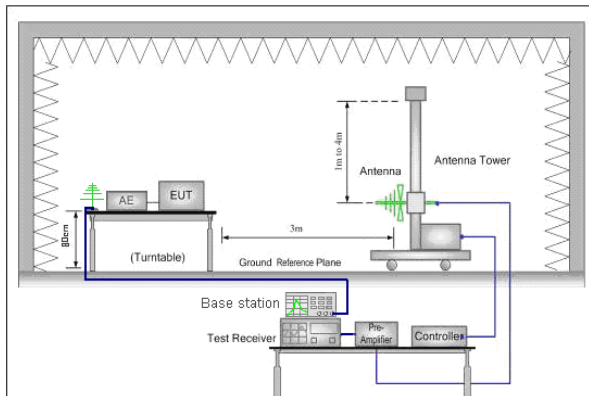 1m to 4m
Antenna
Antenna Tower
AE
EUT
80cm
(Turntable)
3m
Ground Reference Plane
Base station
Test Receiver
Pre-
Amplifier
Controller